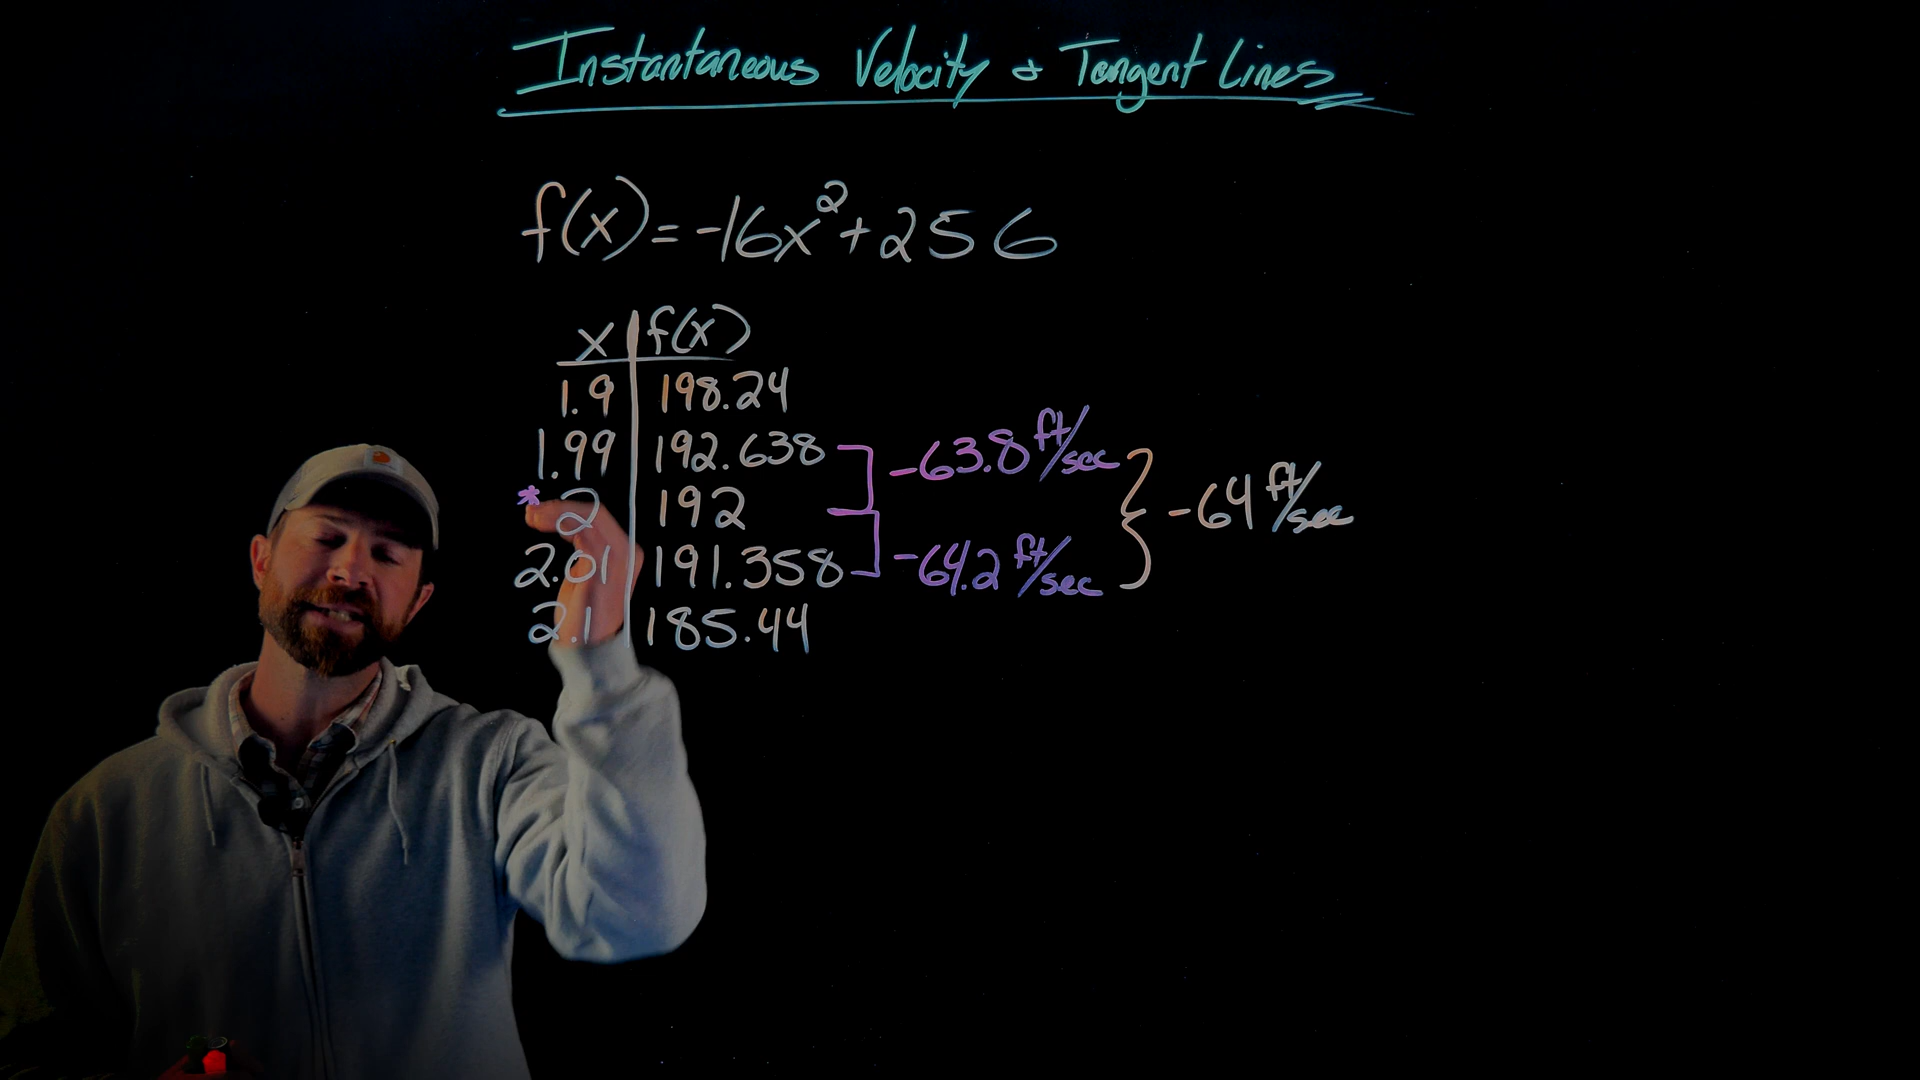 Instantaneous Velocity & Tangent Lines
f(x)=-16x²+256
x f(x)
1.9 198.24
1.99 192.638 -63.8 ft/sec
* 2 192 -64 ft/sec
2.01 191.358 -64.2 ft/sec
2.1 185.44